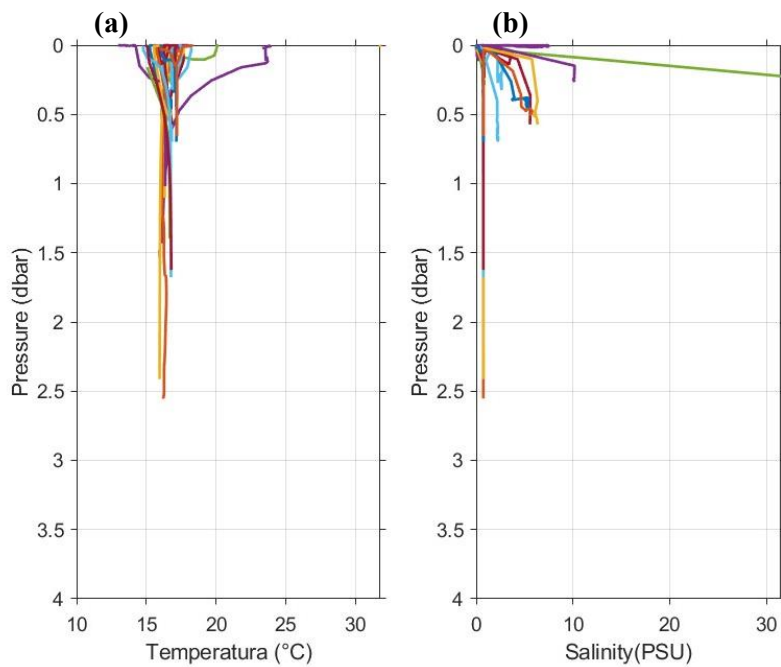 (a) (b)
0 0
0.5 0.5
1 1
1.5 1.5
2 2
2.5 2.5
3 3
3.5 3.5
4 4
Pressure (dbar) Pressure (dbar)
10 15 20 25 30 0 10 20 30
Temperatura (°C) Salinity(PSU)